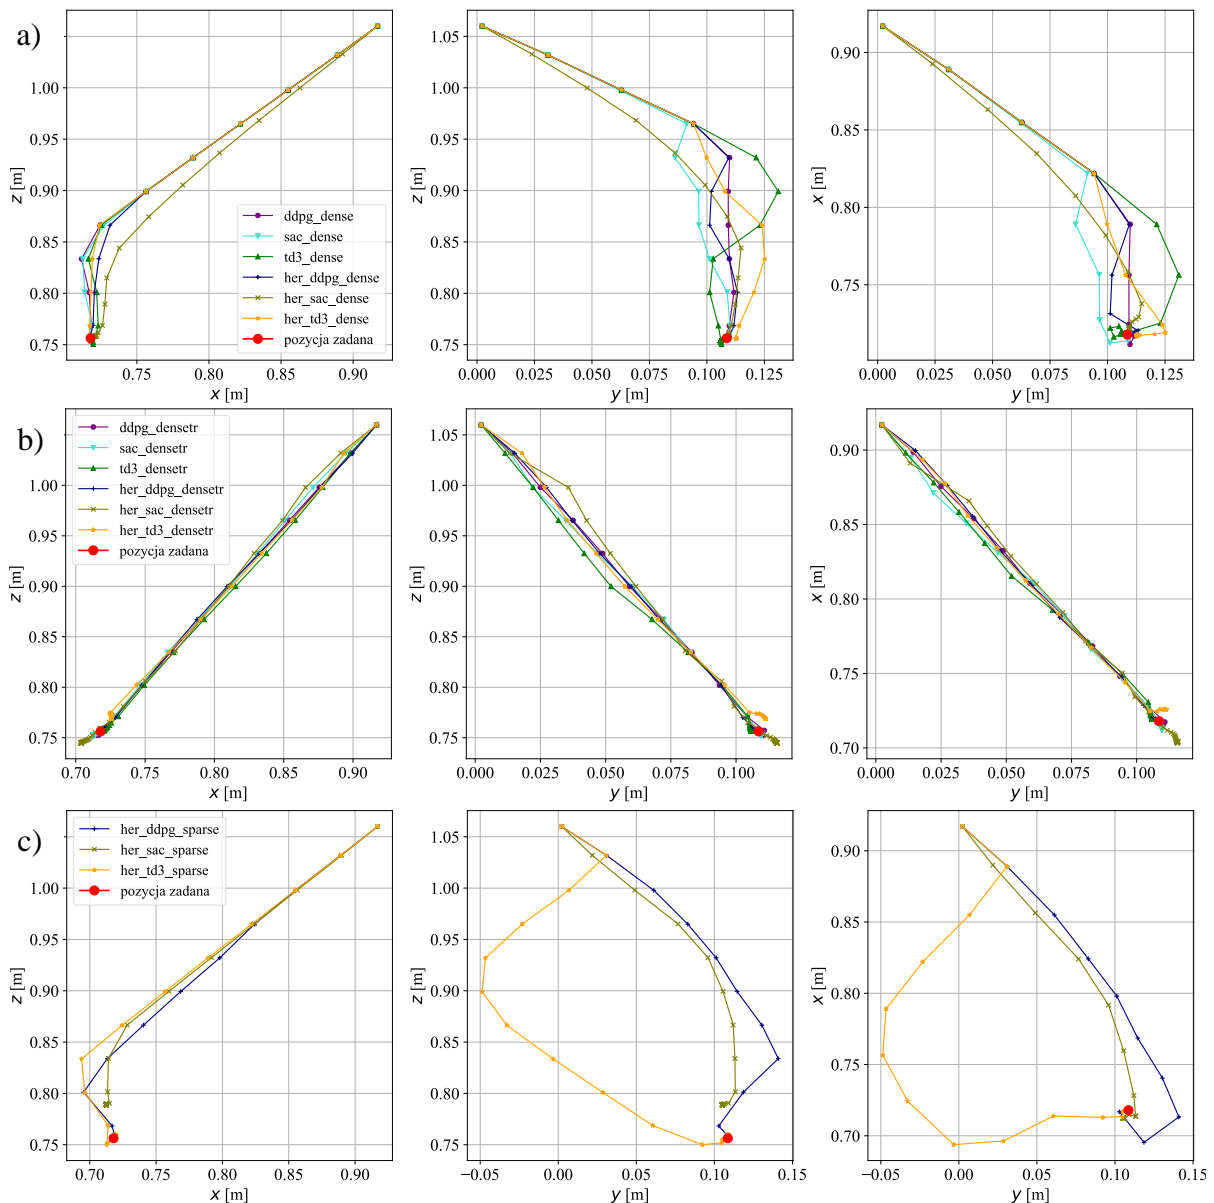 a)
1.00
0.95
0.90
0.85
0.80
0.75
z [m]
0.75
0.80
0.85
0.90
x [m]
ddpg_dense
sac_dense
td3_dense
her_ddpg_dense
her_sac_dense
her_td3_dense
pozycja zadana
1.05
1.00
0.95
0.90
0.85
0.80
0.75
z [m]
0.000
0.025
0.050
0.075
0.100
0.125
y [m]
0.90
0.85
0.80
0.75
x [m]
0.000
0.025
0.050
0.075
0.100
0.125
y [m]
b)
1.00
0.95
0.90
0.85
0.80
0.75
z [m]
0.70
0.75
0.80
0.85
0.90
x [m]
ddpg_densetr
sac_densetr
td3_densetr
her_ddpg_densetr
her_sac_densetr
her_td3_densetr
pozycja zadana
1.05
1.00
0.95
0.90
0.85
0.80
0.75
z [m]
0.000
0.025
0.050
0.075
0.100
y [m]
0.90
0.85
0.80
0.75
0.70
x [m]
0.000
0.025
0.050
0.075
0.100
y [m]
c)
1.00
0.95
0.90
0.85
0.80
0.75
z [m]
0.70
0.75
0.80
0.85
0.90
x [m]
her_ddpg_sparse
her_sac_sparse
her_td3_sparse
pozycja zadana
1.05
1.00
0.95
0.90
0.85
0.80
0.75
z [m]
−0.05
0.00
0.05
0.10
0.15
y [m]
0.90
0.85
0.80
0.75
0.70
x [m]
−0.05
0.00
0.05
0.10
0.15
y [m]